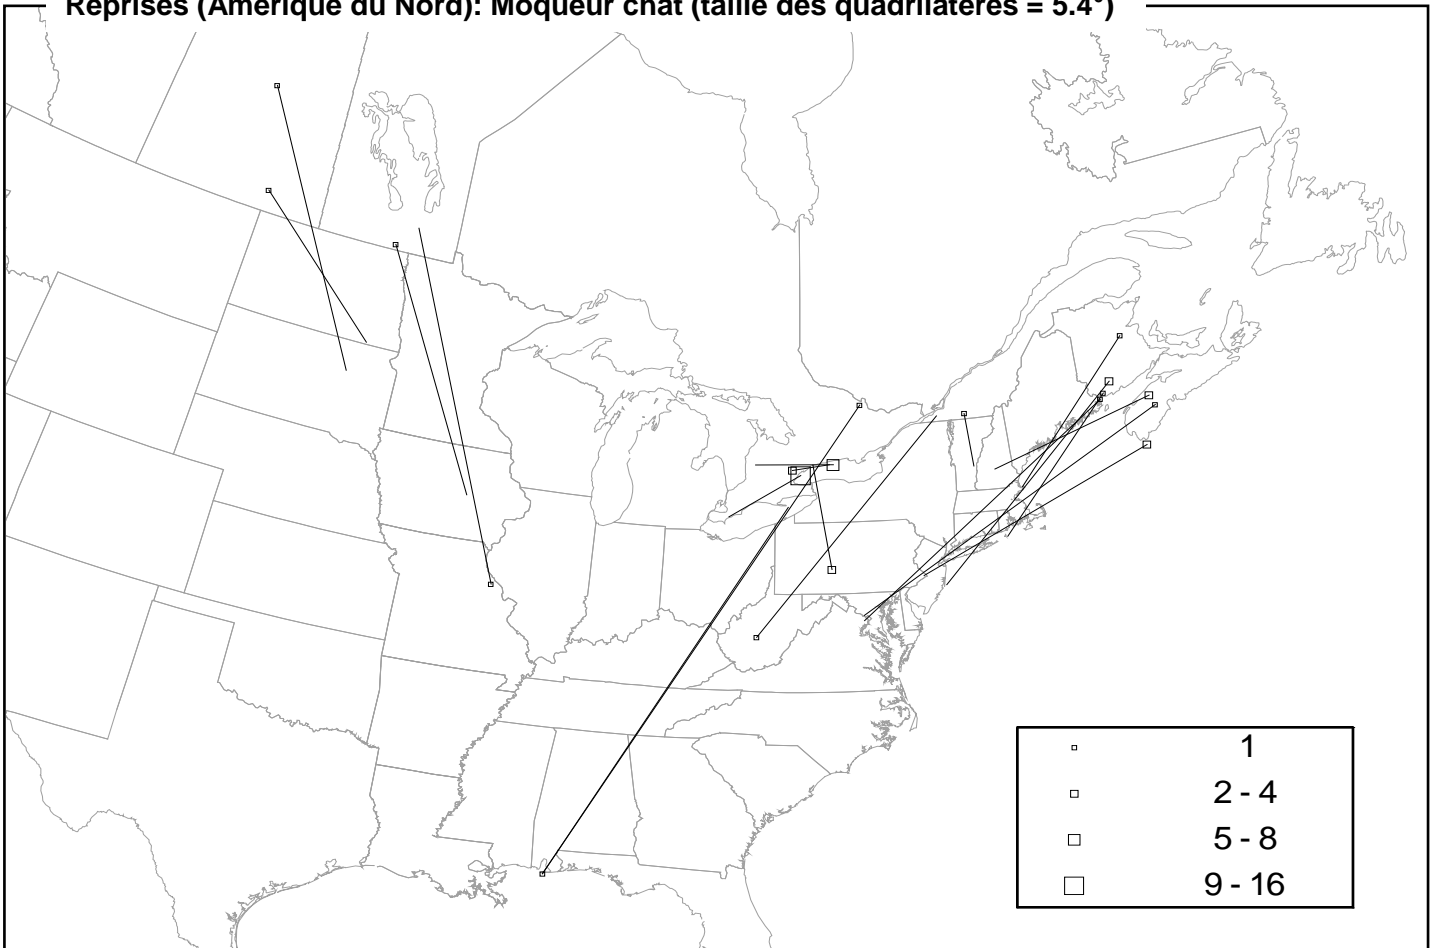 Reprises (Amérique du Nord): Moqueur chat (taille des quadrilatères = 5.4°)
1
2 - 4
5 - 8
9 - 16